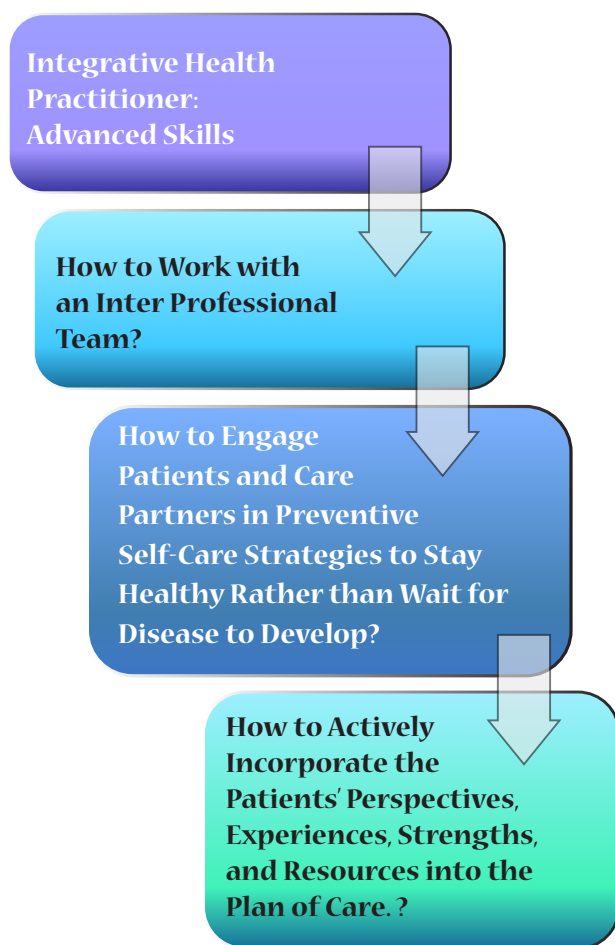 Integrative Health
Practitioner:
Advanced Skills
How to Work with
an Inter Professional
Team?
How to Engage
Patients and Care
Partners in Preventive
Self-Care Strategies to Stay
Healthy Rather than Wait for
Disease to Develop?
How to Actively
Incorporate the
Patients' Perspectives,
Experiences, Strengths,
and Resources into the
Plan of Care. ?